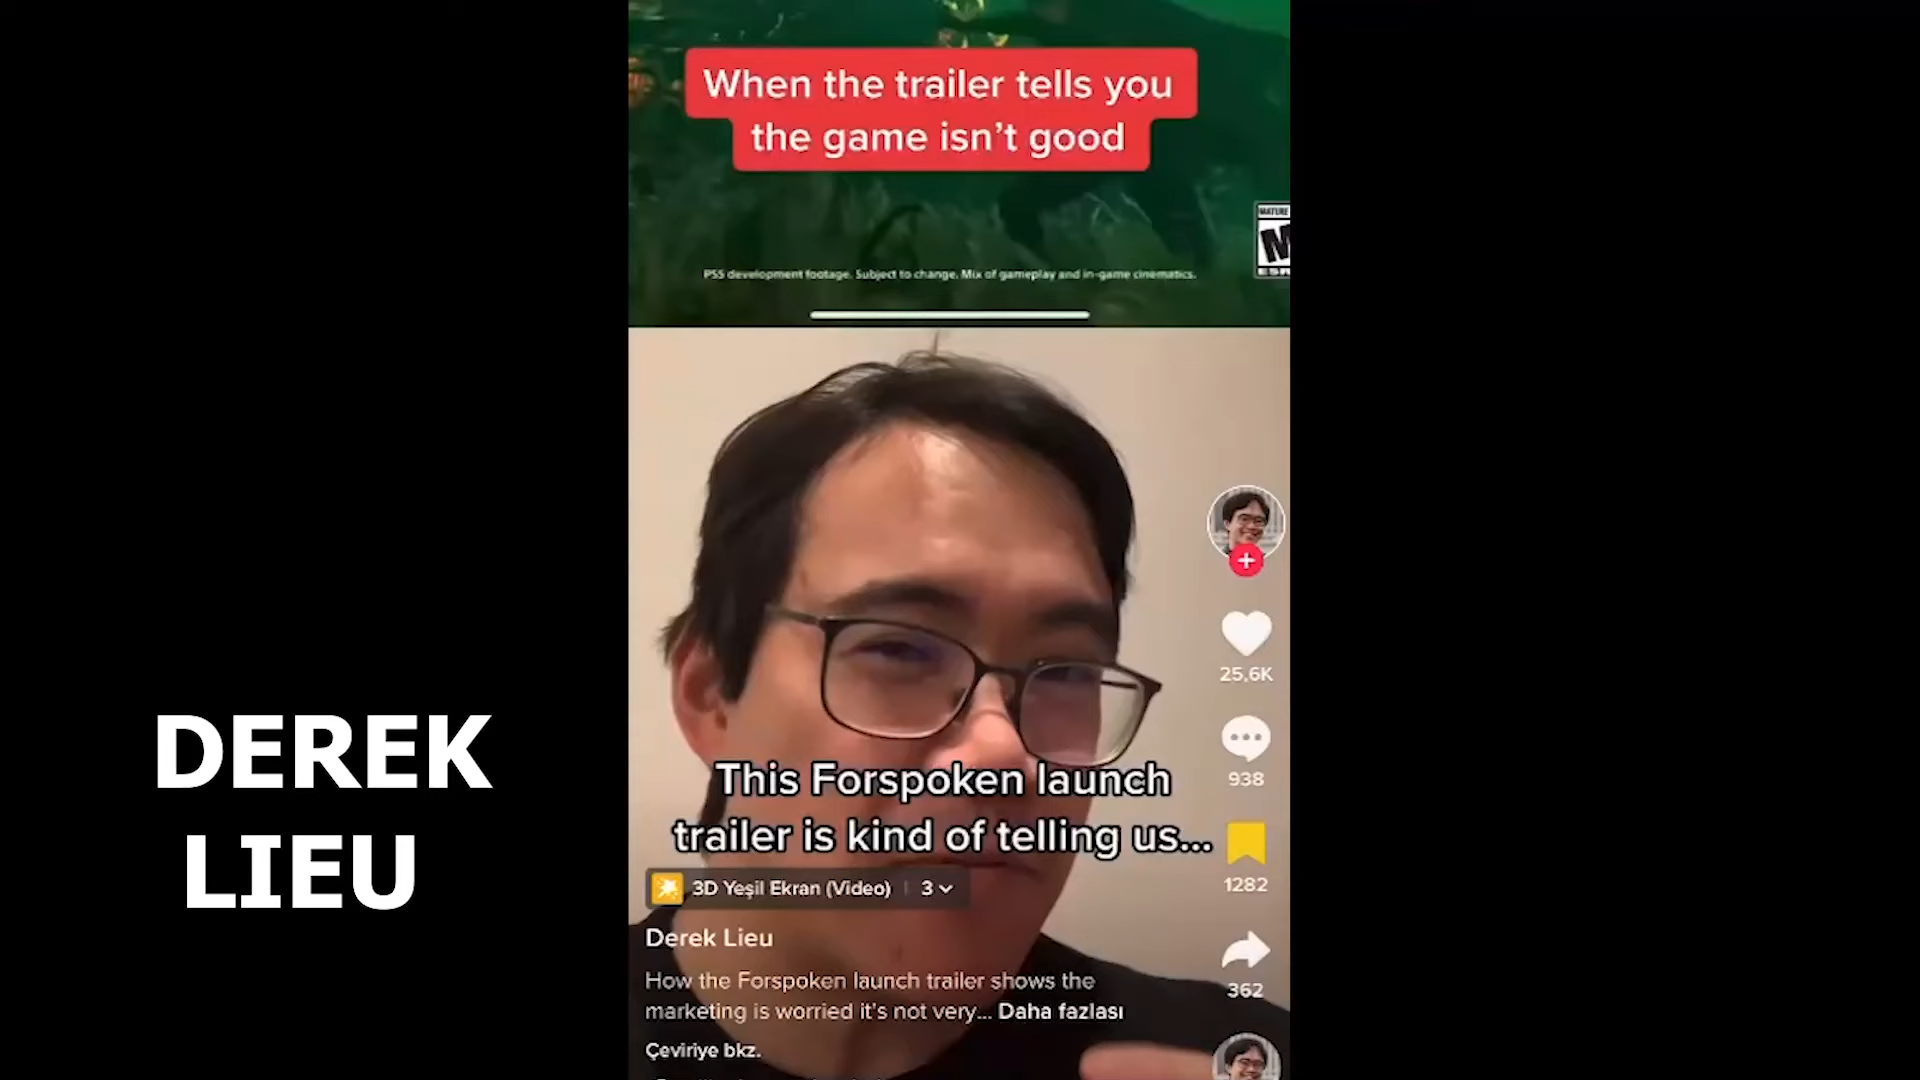 When the trailer tells you
the game isn't good
MATURE
M
PS5 development footage. Subject to change. Mix of gameplay and in-game cinematics.
25,6K
This Forspoken launch
938
trailer is kind of telling us...
1282
3D Yeşil Ekran (Video) | 3
DEREK
LIEU
Derek Lieu
How the Forspoken launch trailer shows the
362
marketing is worried it's not very... Daha fazlası
Çeviriye bkz.